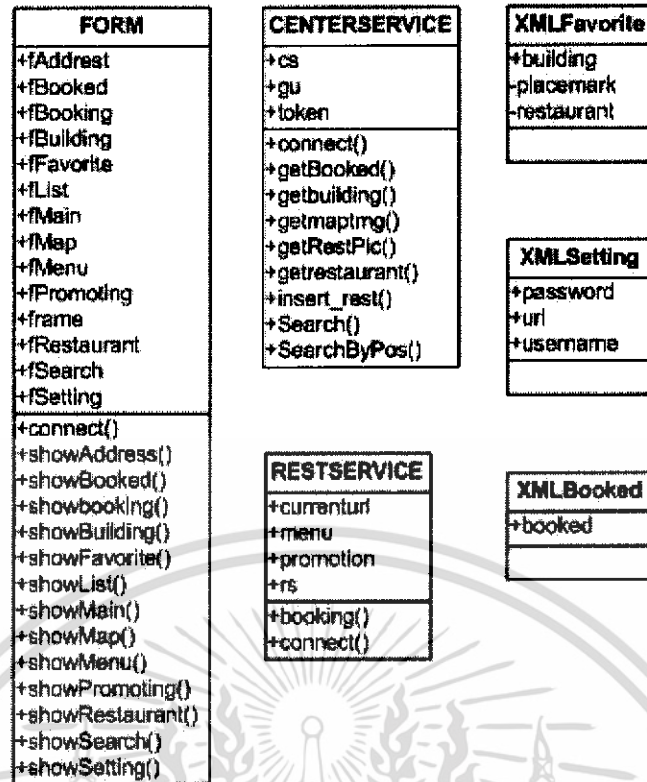 FORM
+fAddrest
+fBooked
+fBooking
+fBuilding
+fFavorite
+fList
+fMain
+fMap
+fMenu
+fPromoting
+frame
+fRestaurant
+fSearch
+fSetting
+connect()
+showAddress()
+showBooked()
+showbooking()
+showBuilding()
+showFavorite()
+showList()
+showMain()
+showMap()
+showMenu()
+showPromoting()
+showRestaurant()
+showSearch()
+showSetting()
CENTERSERVICE
+cs
+gu
+token
+connect()
+getBooked()
+getbuilding()
+getmapImg()
+getRestPic()
+getrestaurant()
+insert_rest()
+Search()
+SearchByPos()
RESTSERVICE
+currenturl
+menu
+promotion
+rs
+booking()
+connect()
XMLFavorite
+building
-placemark
-restaurant
XMLSetting
+password
+url
+username
XMLBooked
+booked